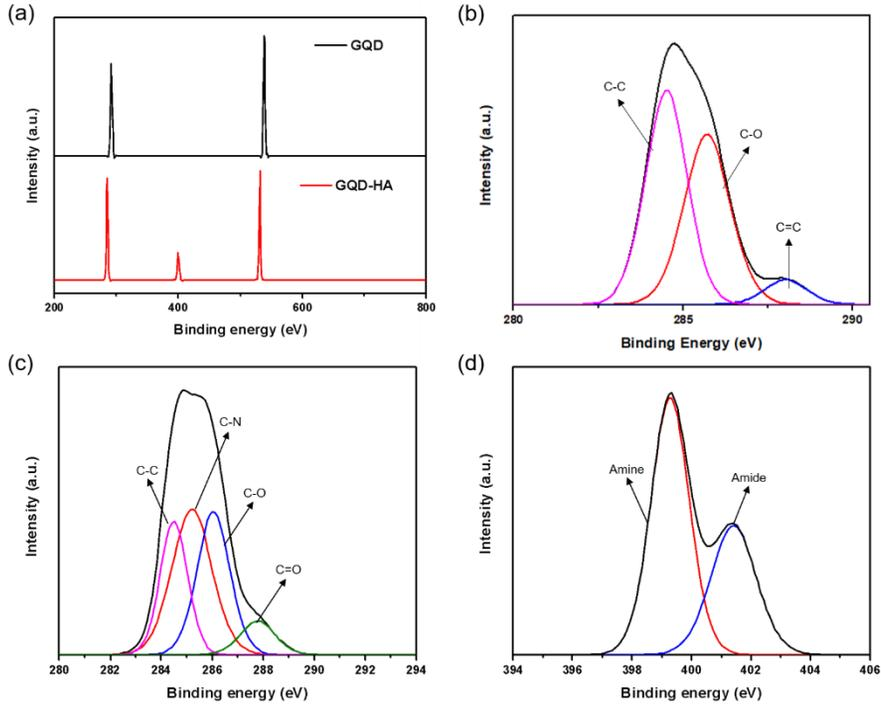 (a)
GQD
GQD-HA
Intensity (a.u.)
200 400 600 800
Binding energy (eV)
(b)
C-C
C-O
C=C
Intensity (a.u.)
280 285 290
Binding Energy (eV)
(c)
C-N
C-C
C-O
C=O
Intensity (a.u.)
280 282 284 286 288 290 292 294
Binding energy (eV)
(d)
Amine
Amide
Intensity (a.u.)
394 396 398 400 402 404 406
Binding energy (eV)